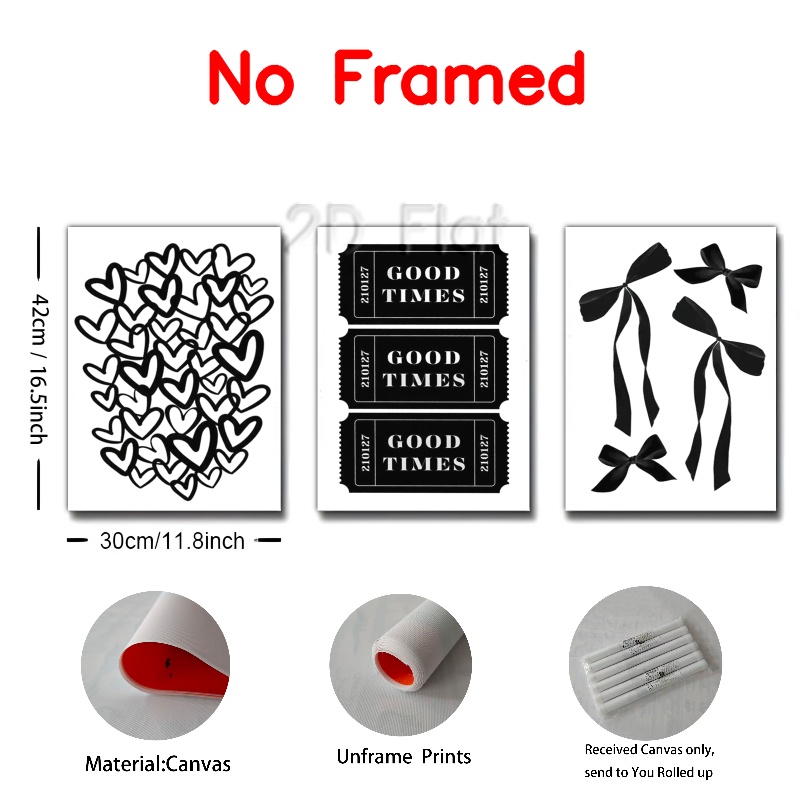 No Framed
2D Flat
42cm / 16.5inch
210127
GOOD
TIMES
210127
210127
GOOD
TIMES
210127
210127
GOOD
TIMES
210127
30cm/11.8inch
Material:Canvas
Unframe Prints
Received Canvas only,
send to You Rolled up